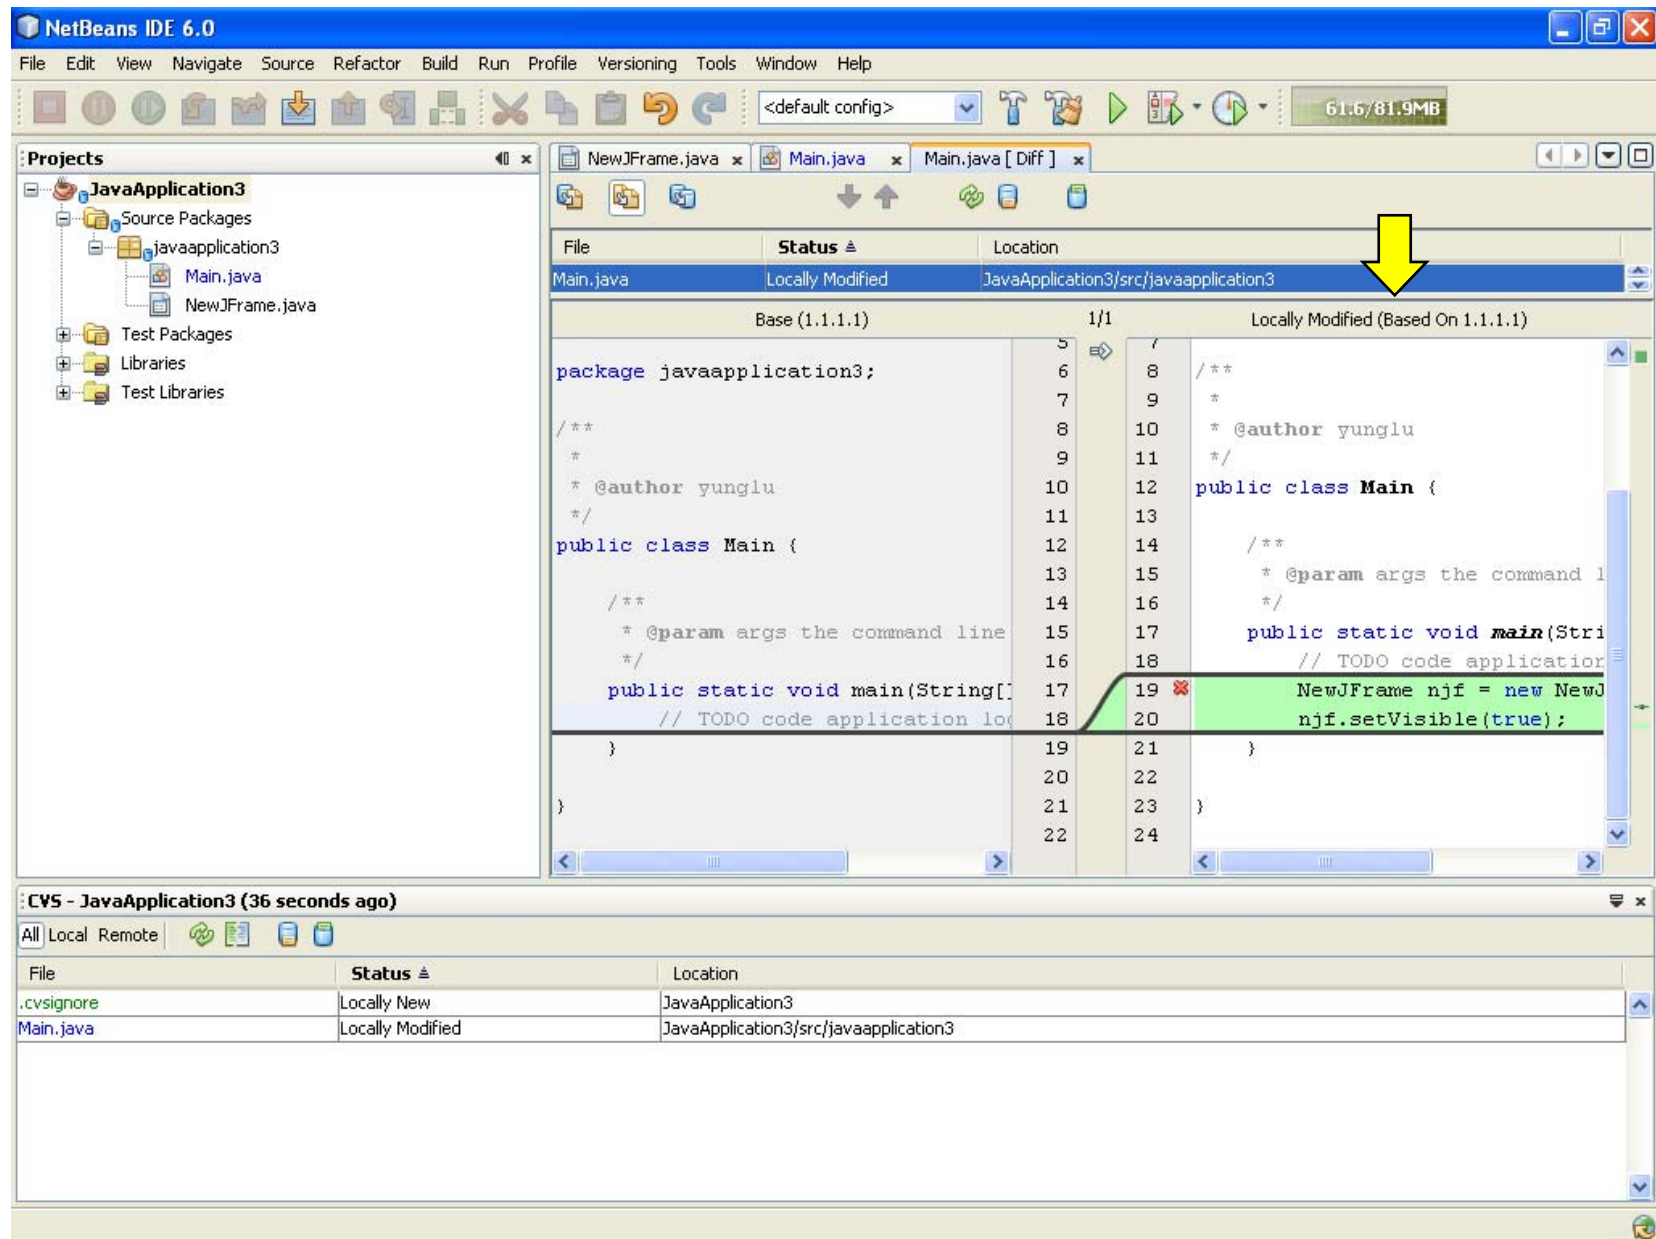 NetBeans IDE 6.0
File Edit View Navigate Source Refactor Build Run Profile Versioning Tools Window Help
<default config> 61.6/81.9MB
Projects
JavaApplication3
Source Packages
javaapplication3
Main.java
NewJFrame.java
Test Packages
Libraries
Test Libraries
NewJFrame.java Main.java Main.java [ Diff ]
File Status Location
Main.java Locally Modified JavaApplication3/src/javaapplication3
Base (1.1.1.1) 1/1 Locally Modified (Based On 1.1.1.1)
5
package javaapplication3; 6
7
/** 8
* 9
* @author yunglu 10
*/ 11
public class Main { 12
13
/** 14
* @param args the command line 15
*/ 16
public static void main(String[] 17
// TODO code application 18
} 19
20
} 21
22
7
8 /**
9 *
10 * @author yunglu
11 */
12 public class Main {
13
14 /**
15 * @param args the command
16 */
17 public static void main(Stri
18 // TODO code application
19 NewJFrame njf = new NewJ
20 njf.setVisible(true);
21 }
22
23 }
24
CVS - JavaApplication3 (36 seconds ago)
All Local Remote
File Status Location
.cvsignore Locally New JavaApplication3
Main.java Locally Modified JavaApplication3/src/javaapplication3